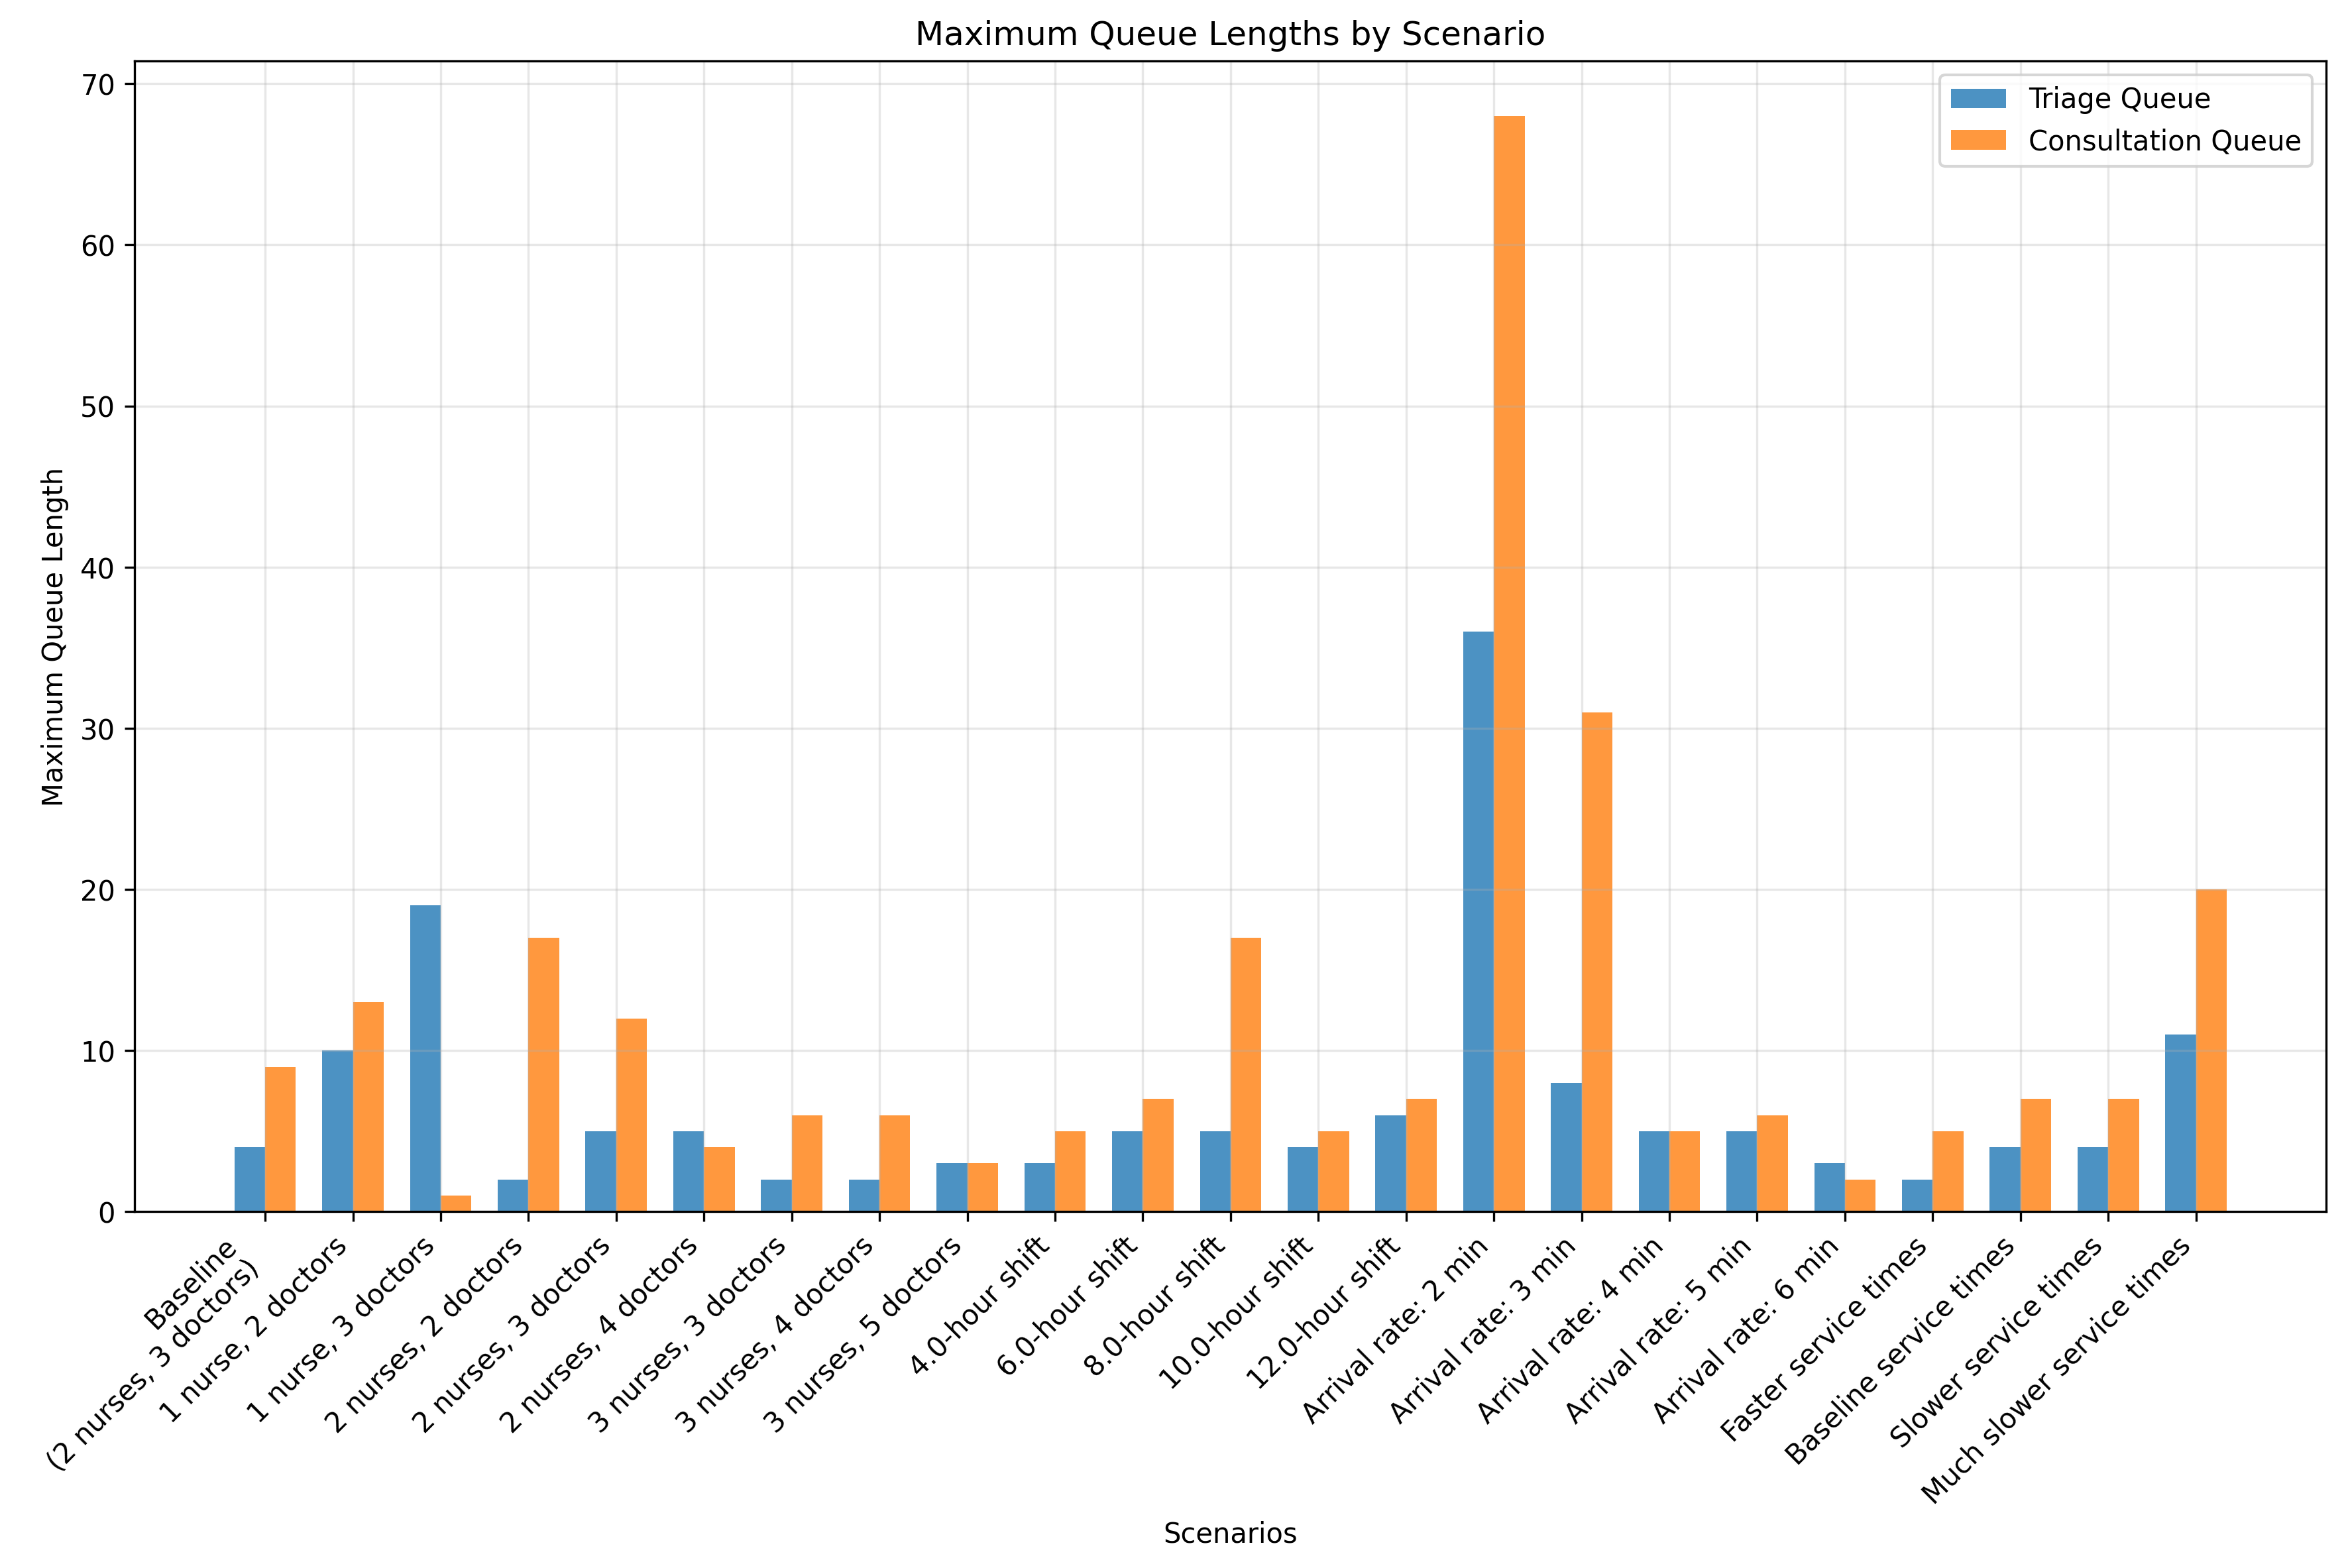 Maximum Queue Lengths by Scenario
Triage Queue
Consultation Queue
Maximum Queue Length
70
60
50
40
30
20
10
0
Baseline
(2 nurses, 3 doctors)
1 nurse, 2 doctors
1 nurse, 3 doctors
2 nurses, 2 doctors
2 nurses, 3 doctors
2 nurses, 4 doctors
3 nurses, 3 doctors
3 nurses, 4 doctors
3 nurses, 5 doctors
4.0-hour shift
6.0-hour shift
8.0-hour shift
10.0-hour shift
12.0-hour shift
Arrival rate: 2 min
Arrival rate: 3 min
Arrival rate: 4 min
Arrival rate: 5 min
Arrival rate: 6 min
Faster service times
Baseline service times
Slower service times
Much slower service times
Scenarios